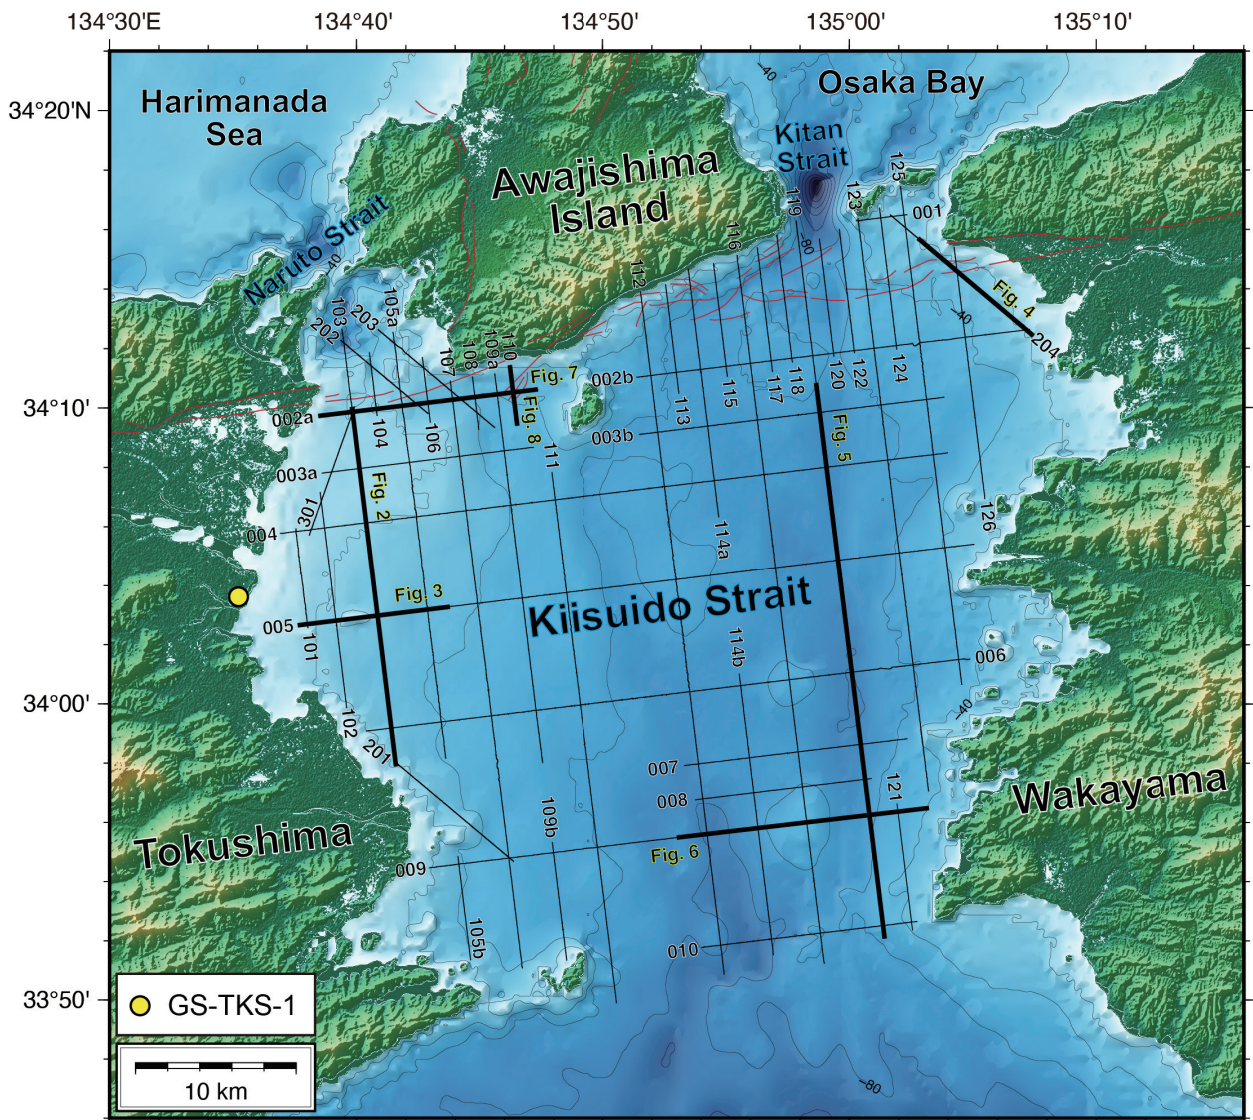 134°30'E
134°40'
134°50'
135°00'
135°10'
34°20'N
34°10'
34°00'
33°50'
Harimanada
Sea
Osaka Bay
Kitan
Strait
Awajishima
Island
Naruto Strait
-40
-40
-80
125
123
119
116
112
001
Fig. 4
204
-40
103
202
203
105a
107
108
109a
110
Fig. 7
Fig. 8
002a
002b
104
106
003a
003b
111
113
115
117
118
120
122
124
Fig. 5
Fig. 2
301
004
126
114a
Fig. 3
Kiisuido Strait
005
101
114b
006
102
201
-40
007
008
121
109b
Wakayama
Tokushima
Fig. 6
009
105b
010
GS-TKS-1
10 km
-80